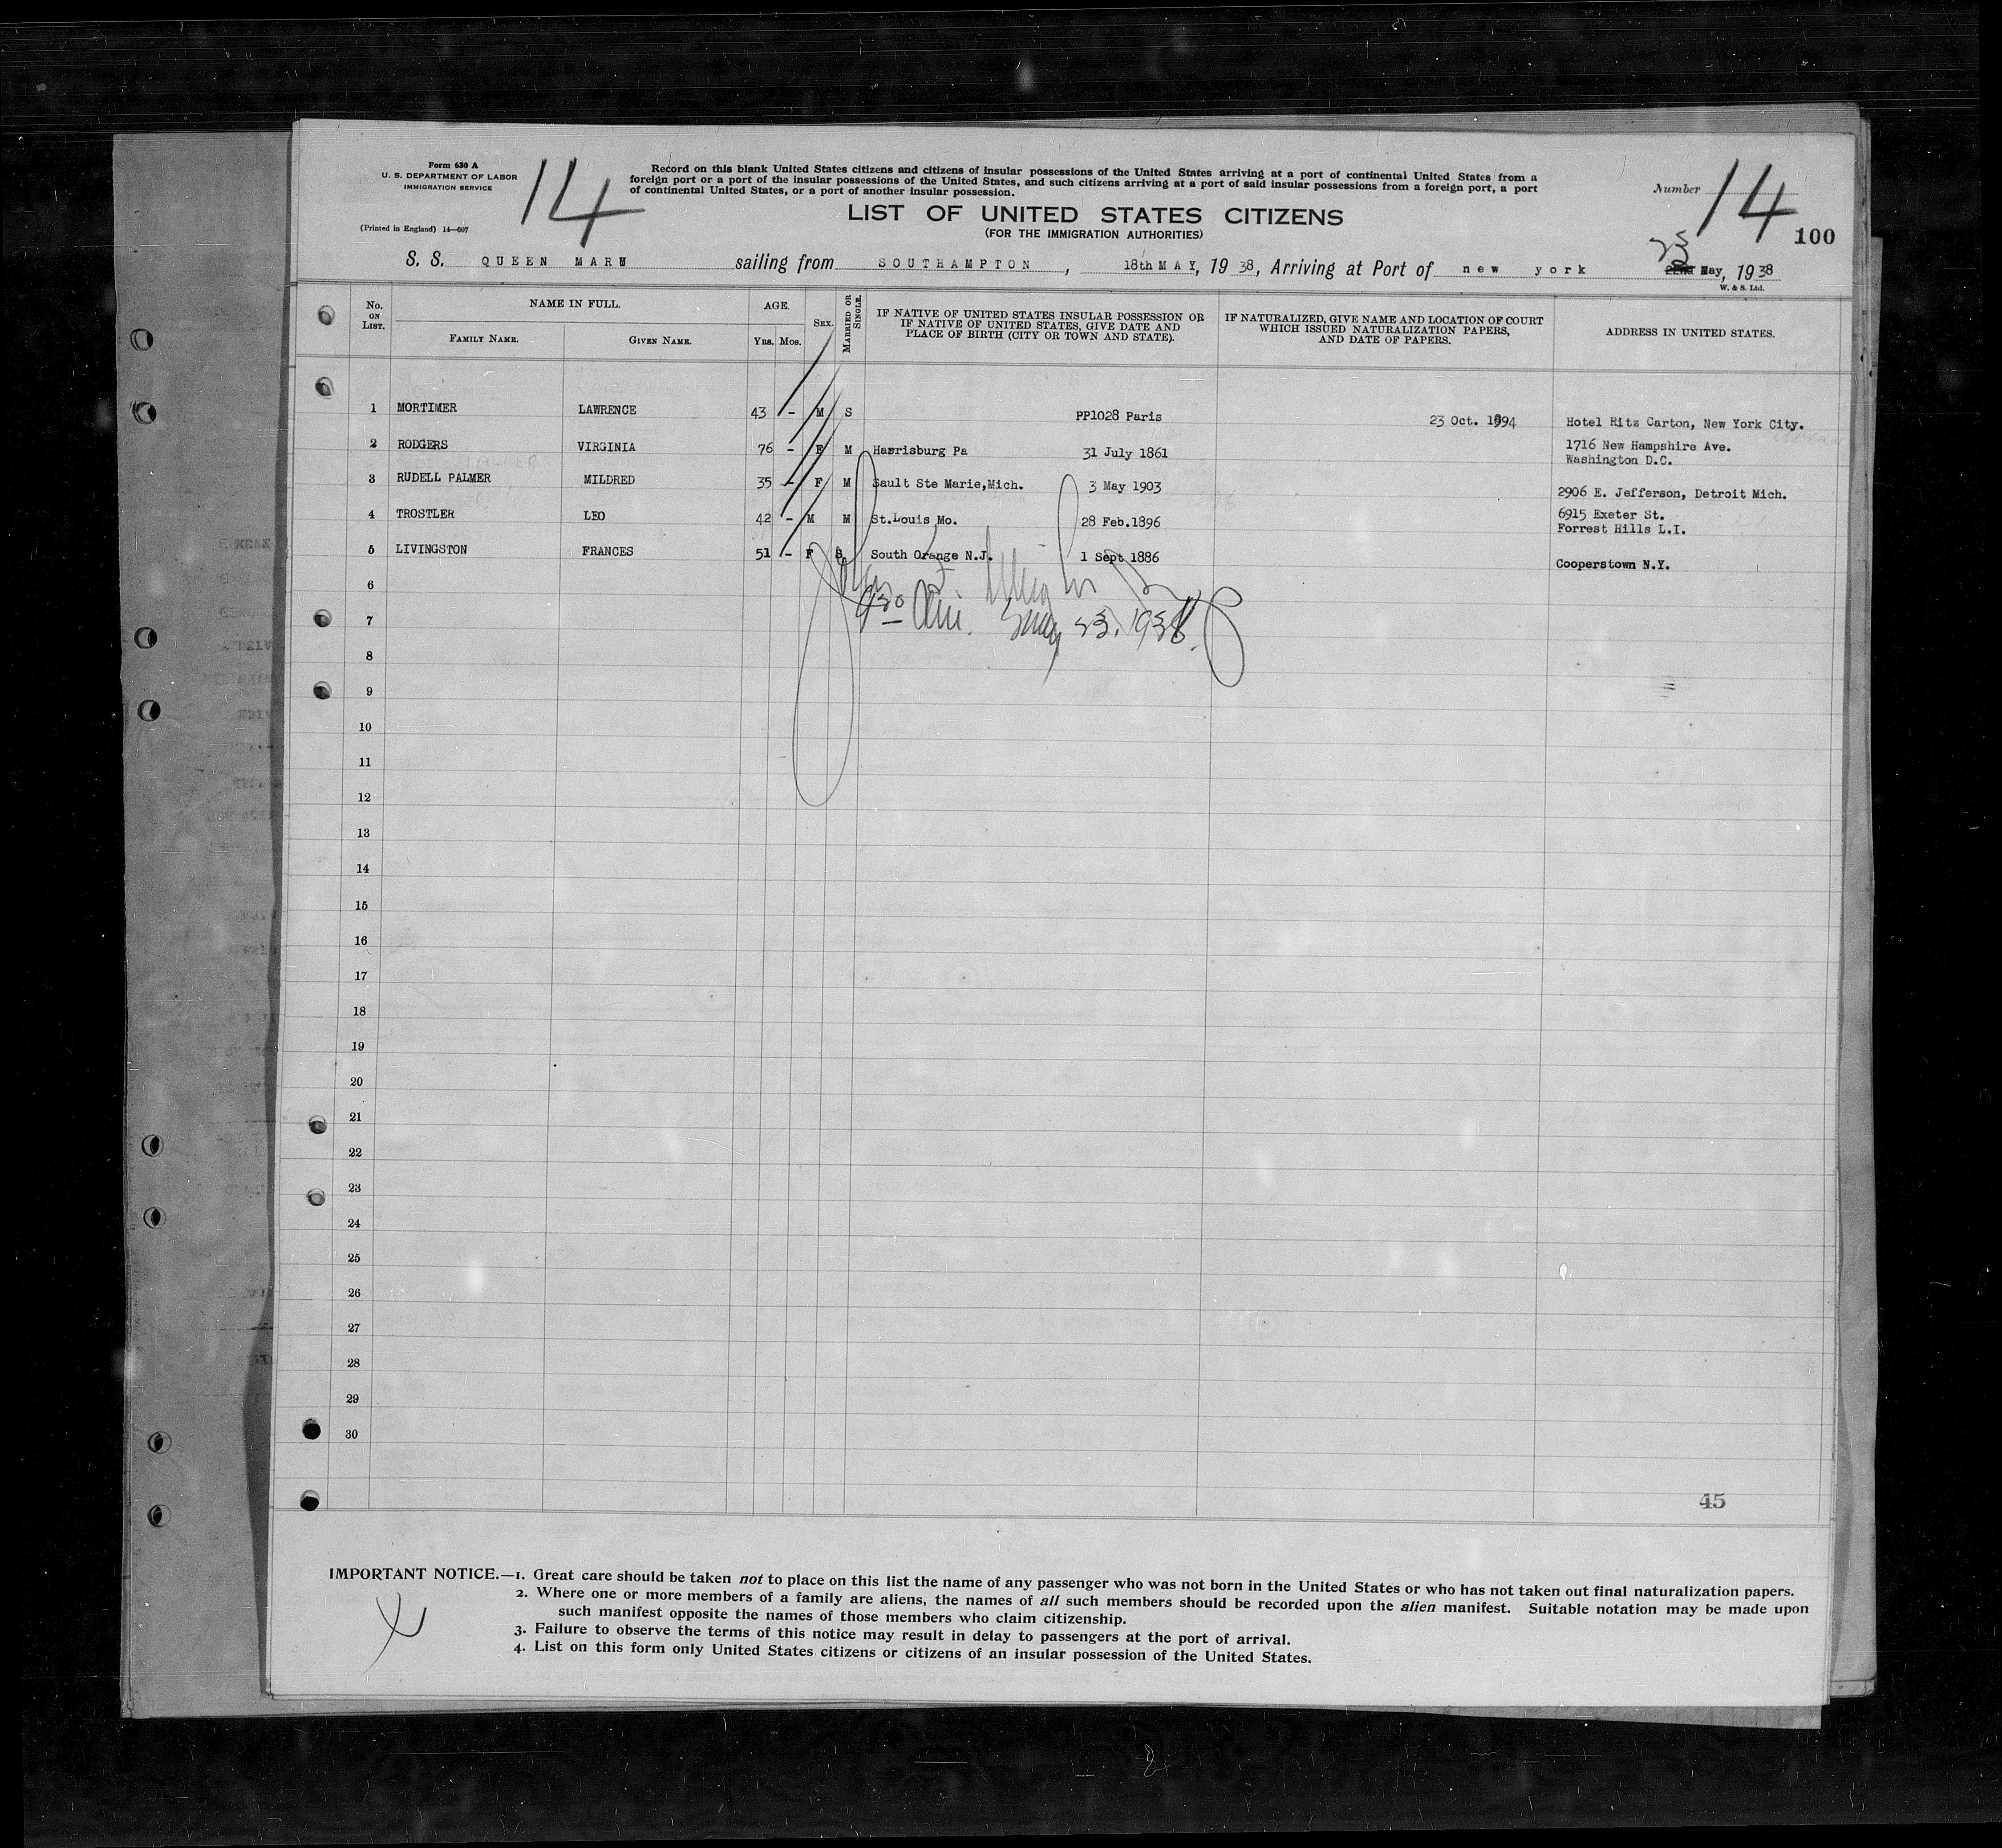 Form 630 A
U. S. DEPARTMENT OF LABOR
IMMIGRATION SERVICE
(Printed in England) 14—607
14
Record on this blank United States citizens and citizens of insular possessions of the United States arriving at a port of continental United States from a
foreign port or a port of the insular possessions of the United States, and such citizens arriving at a port of said insular possessions from a foreign port, a port
of continental United States, or a port of another insular possession.
Number 14
100
LIST OF UNITED STATES CITIZENS
(FOR THE IMMIGRATION AUTHORITIES)
S. S. QUEEN MARY sailing from SOUTHAMPTON, 18th MAY, 1938, Arriving at Port of new york 23 May, 1938
W. & S. Ltd.
No. ON LIST. NAME IN FULL. FAMILY NAME. GIVEN NAME. AGE. YRS. MOS. SEX. MARRIED OR SINGLE. IF NATIVE OF UNITED STATES INSULAR POSSESSION OR IF NATIVE OF UNITED STATES, GIVE DATE AND PLACE OF BIRTH (CITY OR TOWN AND STATE). IF NATURALIZED, GIVE NAME AND LOCATION OF COURT WHICH ISSUED NATURALIZATION PAPERS, AND DATE OF PAPERS. ADDRESS IN UNITED STATES.
1 MORTIMER LAWRENCE 43 - M S PP1028 Paris 23 Oct. 1894 Hotel Ritz Carton, New York City.
2 RODGERS VIRGINIA 76 - F M Harrisburg Pa 31 July 1861 1716 New Hampshire Ave.
Washington D.C.
3 RUDELL PALMER MILDRED 35 - F M Sault Ste Marie, Mich. 3 May 1903 2906 E. Jefferson, Detroit Mich.
4 TROSTLER LEO 42 - M M St.Louis Mo. 28 Feb.1896 6915 Exeter St.
Forrest Hills L.I.
5 LIVINGSTON FRANCES 51 - F S South Orange N.J. 1 Sept 1886 Cooperstown N.Y.
6
7 May 23, 1938.
8
9
10
11
12
13
14
15
16
17
18
19
20
21
22
23
24
25
26
27
28
29
30
45
IMPORTANT NOTICE.—1. Great care should be taken not to place on this list the name of any passenger who was not born in the United States or who has not taken out final naturalization papers.
2. Where one or more members of a family are aliens, the names of all such members should be recorded upon the alien manifest. Suitable notation may be made upon
such manifest opposite the names of those members who claim citizenship.
3. Failure to observe the terms of this notice may result in delay to passengers at the port of arrival.
4. List on this form only United States citizens or citizens of an insular possession of the United States.